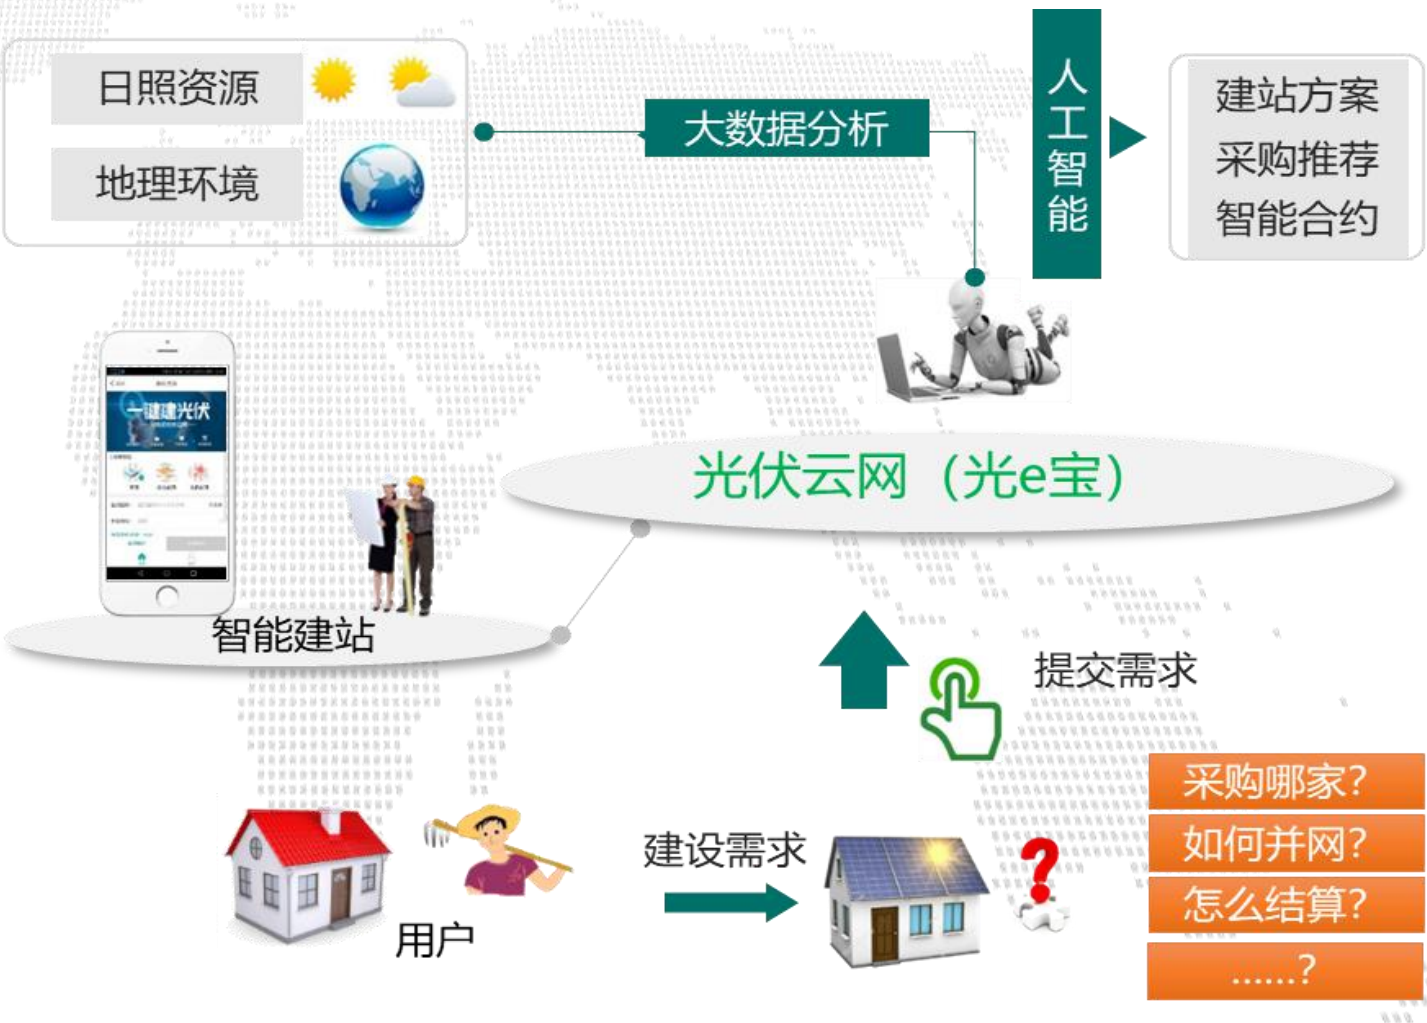 日照资源
地理环境
大数据分析
人工智能
建站方案
采购推荐
智能合约
一键建光伏
光伏云网（光e宝）
智能建站
提交需求
采购哪家？
如何并网？
怎么结算？
......？
建设需求
用户